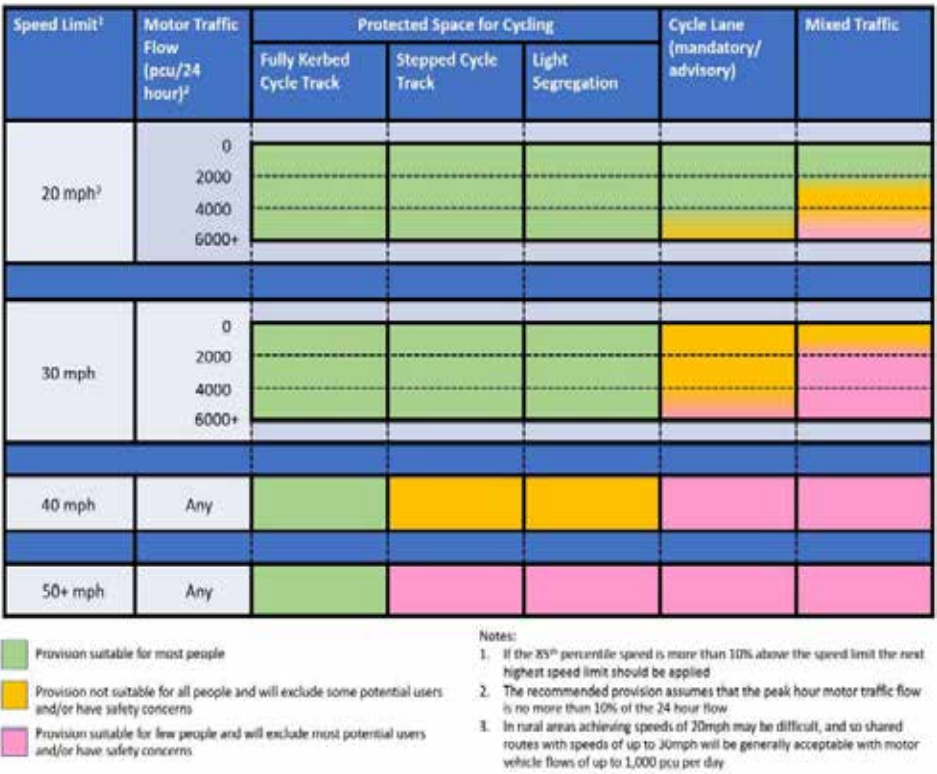 Speed Limit¹
Motor Traffic
Flow
(pcu/24
hour)²
Protected Space for Cycling
Fully Kerbed
Cycle Track
Stepped Cycle
Track
Light
Segregation
Cycle Lane
(mandatory/
advisory)
Mixed Traffic
20 mph³
0
2000
4000
6000+
30 mph
0
2000
4000
6000+
40 mph
Any
50+ mph
Any
Provision suitable for most people
Provision not suitable for all people and will exclude some potential users
and/or have safety concerns
Provision suitable for few people and will exclude most potential users
and/or have safety concerns
Notes:
1. If the 85th percentile speed is more than 10% above the speed limit the next
highest speed limit should be applied
2. The recommended provision assumes that the peak hour motor traffic flow
is no more than 10% of the 24 hour flow
3. In rural areas achieving speeds of 20mph may be difficult, and so shared
routes with speeds of up to 30mph will be generally acceptable with motor
vehicle flows of up to 1,000 pcu per day